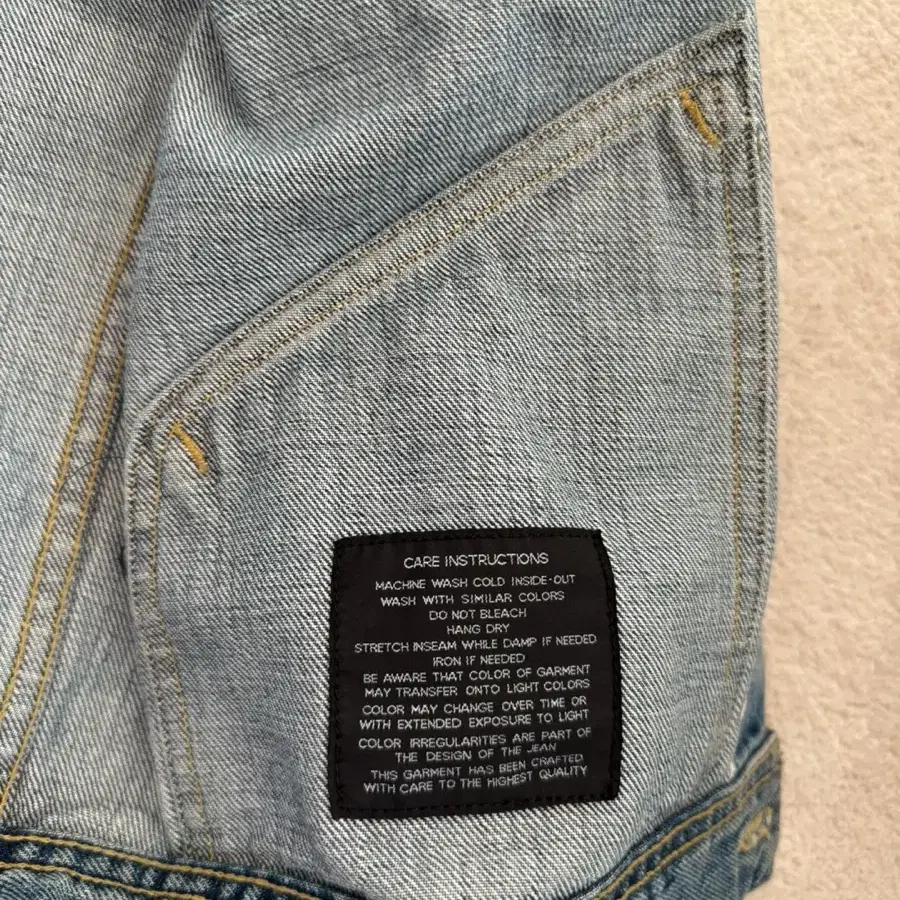 CARE INSTRUCTIONS
MACHINE WASH COLD INSIDE-OUT
WASH WITH SIMILAR COLORS
DO NOT BLEACH
HANG DRY
STRETCH INSEAM WHILE DAMP IF NEEDED
IRON IF NEEDED
BE AWARE THAT COLOR OF GARMENT
MAY TRANSFER ONTO LIGHT COLORS
COLOR MAY CHANGE OVER TIME OR
WITH EXTENDED EXPOSURE TO LIGHT
COLOR IRREGULARITIES ARE PART OF
THE DESIGN OF THE JEAN
THIS GARMENT HAS BEEN CRAFTED
WITH CARE TO THE HIGHEST QUALITY